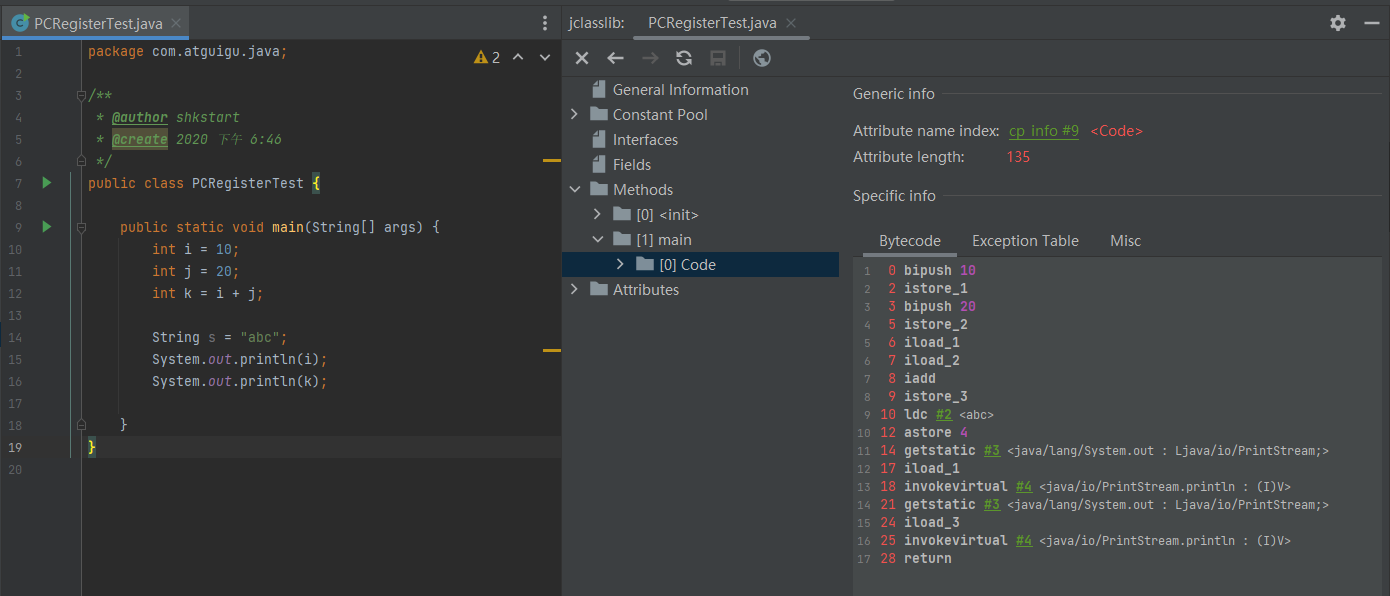 PCRegisterTest.java
1 package com.atguigu.java;
2
3 /**
4 * @author shkstart
5 * @create 2020 下午 6:46
6 */
7 public class PCRegisterTest {
8
9 public static void main(String[] args) {
10 int i = 10;
11 int j = 20;
12 int k = i + j;
13
14 String s = "abc";
15 System.out.println(i);
16 System.out.println(k);
17
18 }
19 }
20
2
jclasslib: PCRegisterTest.java
General Information
Constant Pool
Interfaces
Fields
Methods
[0] <init>
[1] main
[0] Code
Attributes
Generic info
Attribute name index: cp_info #9 <Code>
Attribute length: 135
Specific info
Bytecode Exception Table Misc
1 0 bipush 10
2 2 istore_1
3 3 bipush 20
4 5 istore_2
5 6 iload_1
6 7 iload_2
7 8 iadd
8 9 istore_3
9 10 ldc #2 <abc>
10 12 astore 4
11 14 getstatic #3 <java/lang/System.out : Ljava/io/PrintStream;>
12 17 iload_1
13 18 invokevirtual #4 <java/io/PrintStream.println : (I)V>
14 21 getstatic #3 <java/lang/System.out : Ljava/io/PrintStream;>
15 24 iload_3
16 25 invokevirtual #4 <java/io/PrintStream.println : (I)V>
17 28 return